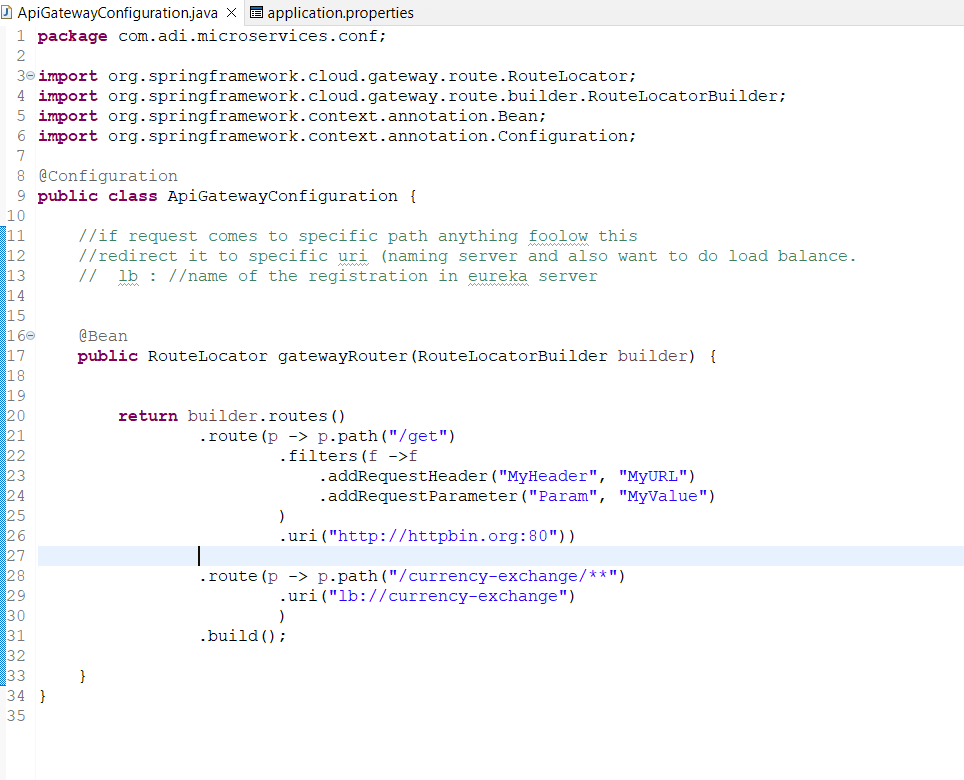 ApiGatewayConfiguration.java application.properties
1 package com.adi.microservices.conf;
2
3 import org.springframework.cloud.gateway.route.RouteLocator;
4 import org.springframework.cloud.gateway.route.builder.RouteLocatorBuilder;
5 import org.springframework.context.annotation.Bean;
6 import org.springframework.context.annotation.Configuration;
7
8 @Configuration
9 public class ApiGatewayConfiguration {
10
11     //if request comes to specific path anything foolow this
12     //redirect it to specific uri (naming server and also want to do load balance.
13     //  lb : //name of the registration in eureka server
14
15
16     @Bean
17     public RouteLocator gatewayRouter(RouteLocatorBuilder builder) {
18
19
20         return builder.routes()
21                 .route(p -> p.path("/get")
22                         .filters(f ->f
23                             .addRequestHeader("MyHeader", "MyURL")
24                             .addRequestParameter("Param", "MyValue")
25                         )
26                         .uri("http://httpbin.org:80"))
27
28                 .route(p -> p.path("/currency-exchange/**")
29                         .uri("lb://currency-exchange")
30                         )
31                 .build();
32
33     }
34 }
35